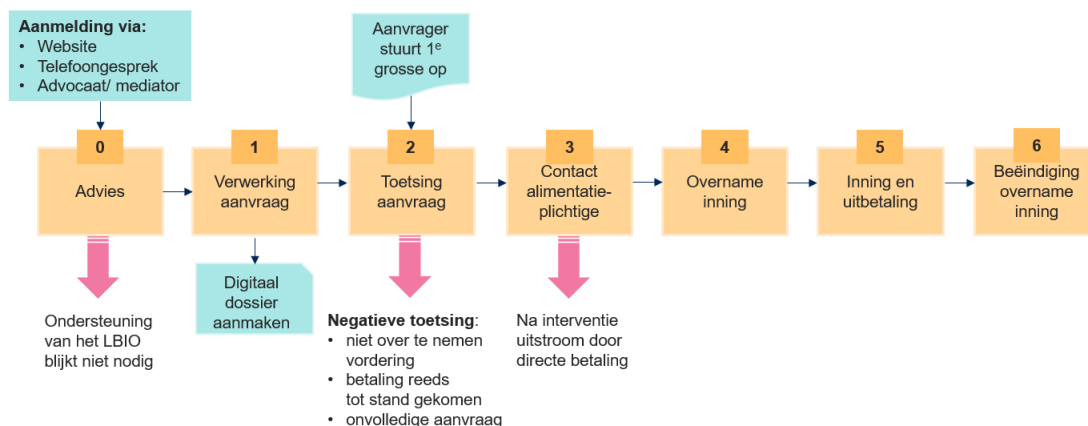 Aanmelding via:
• Website
• Telefoongesprek
• Advocaat/ mediator
Aanvrager
stuurt 1e
grosse op
0
Advies
1
Verwerking
aanvraag
2
Toetsing
aanvraag
3
Contact
alimentatie-
plichtige
4
Overname
inning
5
Inning en
uitbetaling
6
Beëindiging
overname
inning
Ondersteuning
van het LBIO
blijkt niet nodig
Digitaal
dossier
aanmaken
Negatieve toetsing:
• niet over te nemen
vordering
• betaling reeds
tot stand gekomen
• onvolledige aanvraag
Na interventie
uitstroom door
directe betaling